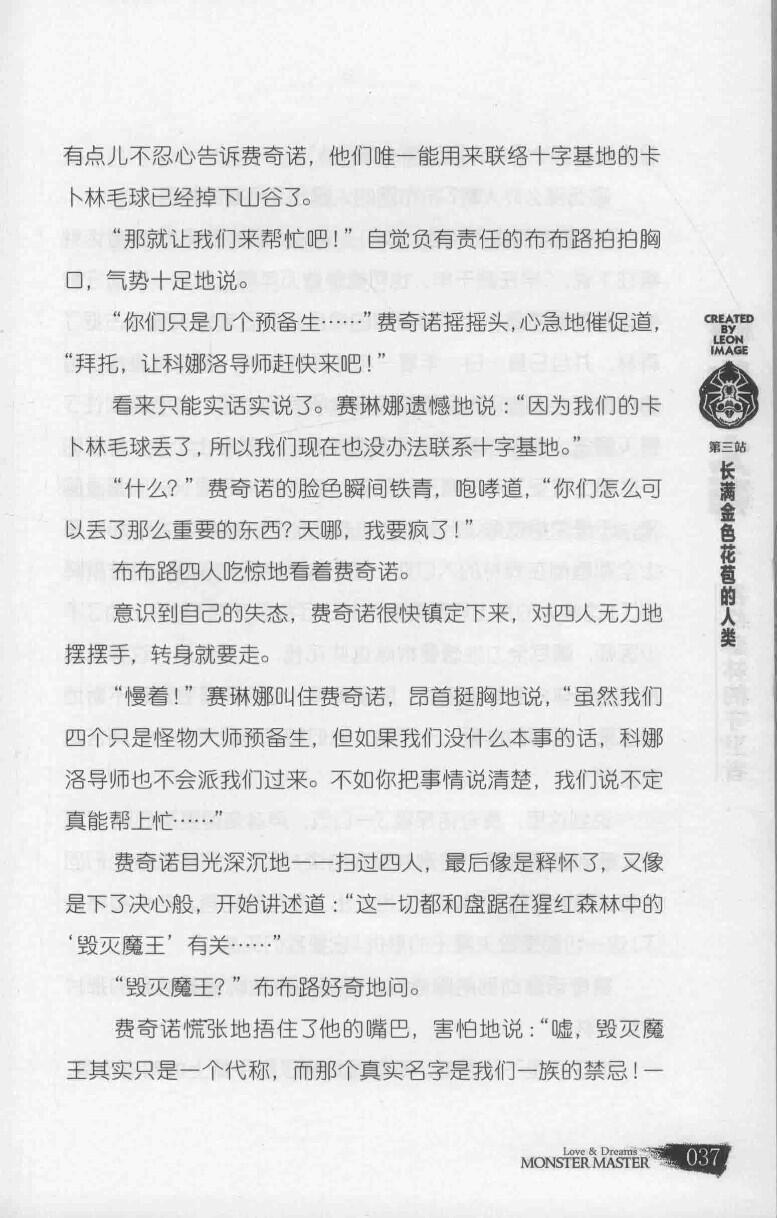 有点儿不忍心告诉费奇诺，他们唯一能用来联络十字基地的卡
卜林毛球已经掉下山谷了。
“那就让我们来帮忙吧！”自觉负有责任的布布路拍拍胸
口，气势十足地说。
“你们只是几个预备生……”费奇诺摇摇头，心急地催促道，
“拜托，让科娜洛导师赶快来吧！”
看来只能实话实说了。赛琳娜遗憾地说：“因为我们的卡
卜林毛球丢了，所以我们现在也没办法联系十字基地。”
“什么？”费奇诺的脸色瞬间铁青，咆哮道，“你们怎么可
以丢了那么重要的东西？天哪，我要疯了！”
布布路四人吃惊地看着费奇诺。
意识到自己的失态，费奇诺很快镇定下来，对四人无力地
摆摆手，转身就要走。
“慢着！”赛琳娜叫住费奇诺，昂首挺胸地说，“虽然我们
四个只是怪物大师预备生，但如果我们没什么本事的话，科娜
洛导师也不会派我们过来。不如你把事情说清楚，我们说不定
真能帮上忙……”
费奇诺目光深沉地一一扫过四人，最后像是释怀了，又像
是下了决心般，开始讲述道：“这一切都和盘踞在猩红森林中的
‘毁灭魔王’有关……”
“毁灭魔王？”布布路好奇地问。
费奇诺慌张地捂住了他的嘴巴，害怕地说：“嘘，毁灭魔
王其实只是一个代称，而那个真实名字是我们一族的禁忌！一
CREATED
BY
LEON
IMAGE
第三站
长满金色花苞的人类
Love & Dreams
MONSTER MASTER
037